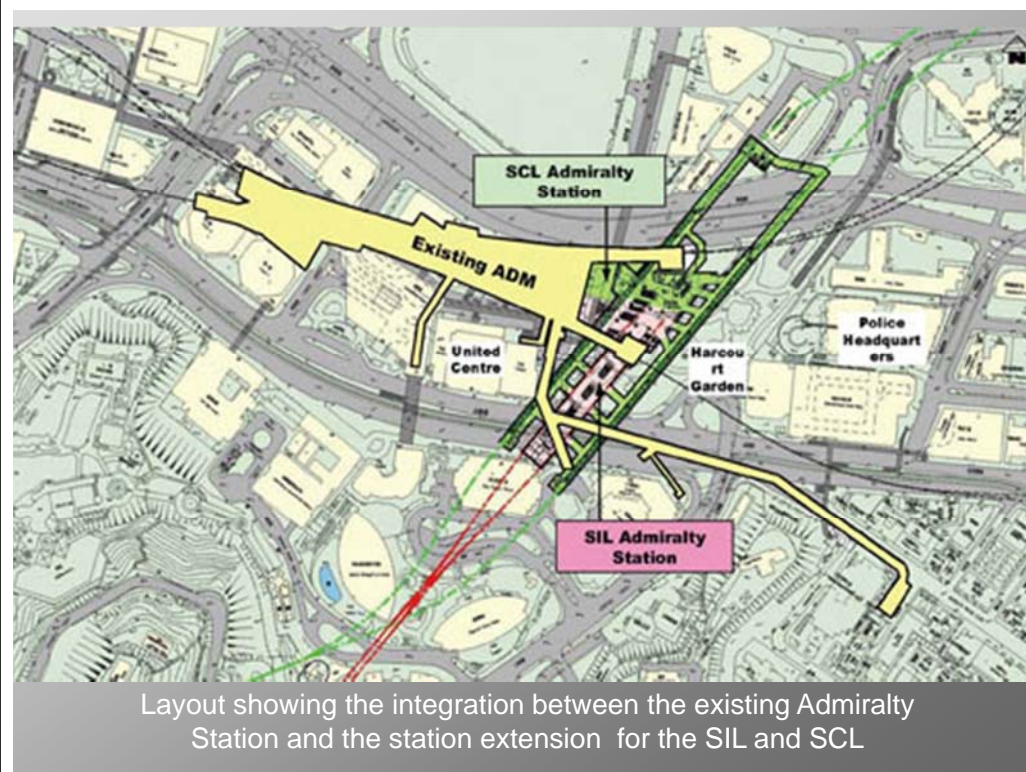 N
SCL Admiralty
Station
Existing ADM
United
Centre
Harcou
rt
Garden
Police
Headquart
ers
SIL Admiralty
Station
Layout showing the integration between the existing Admiralty
Station and the station extension for the SIL and SCL